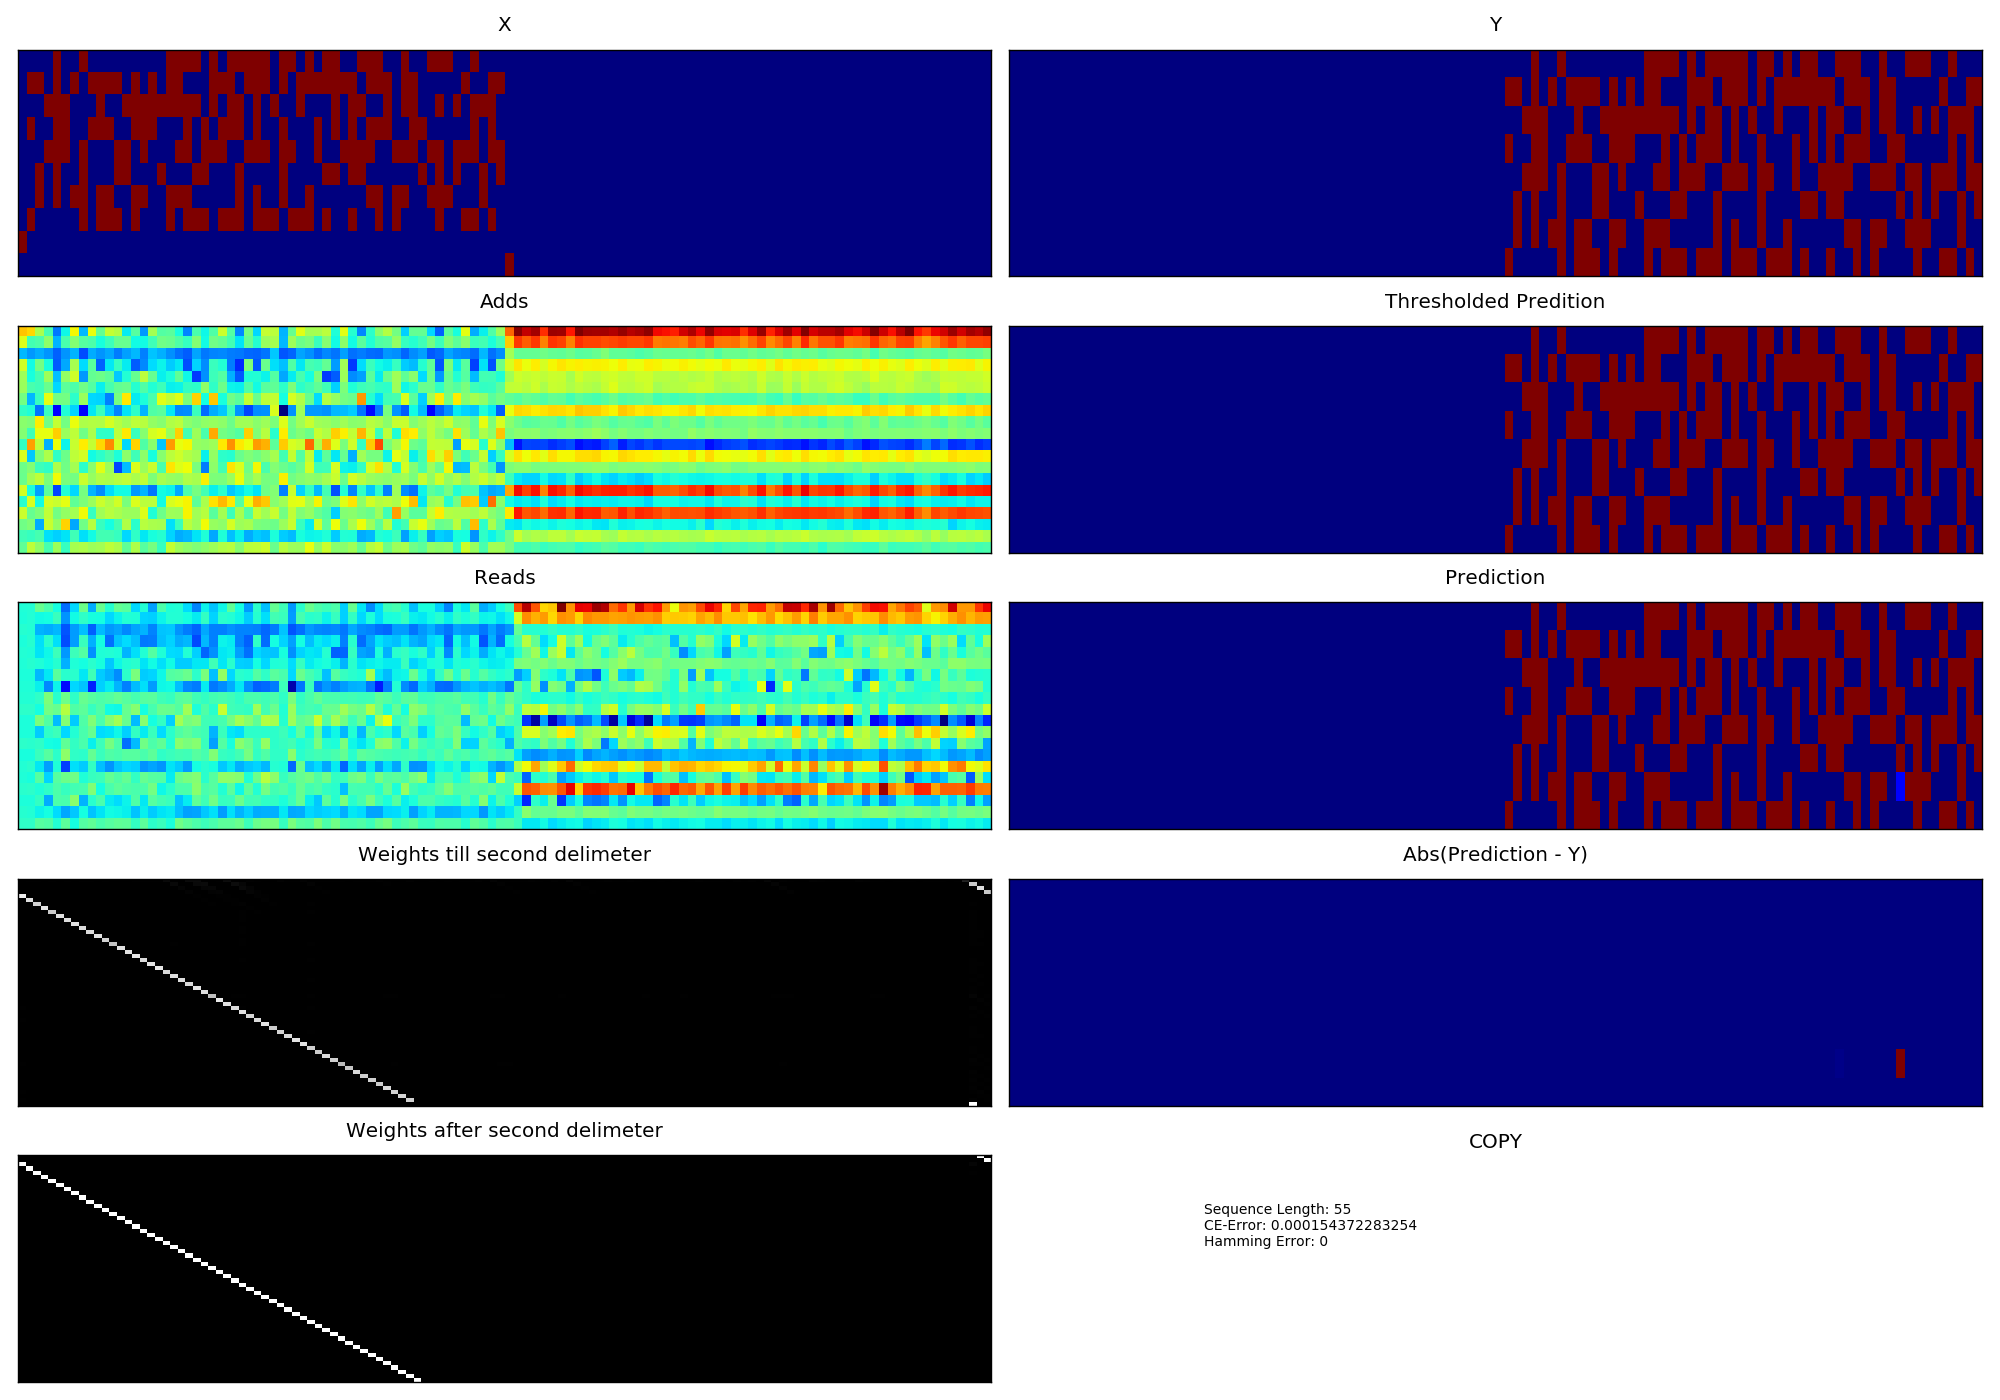 X
Y
Adds
Thresholded Predition
Reads
Prediction
Weights till second delimeter
Abs(Prediction - Y)
Weights after second delimeter
COPY
Sequence Length: 55
CE-Error: 0.000154372283254
Hamming Error: 0